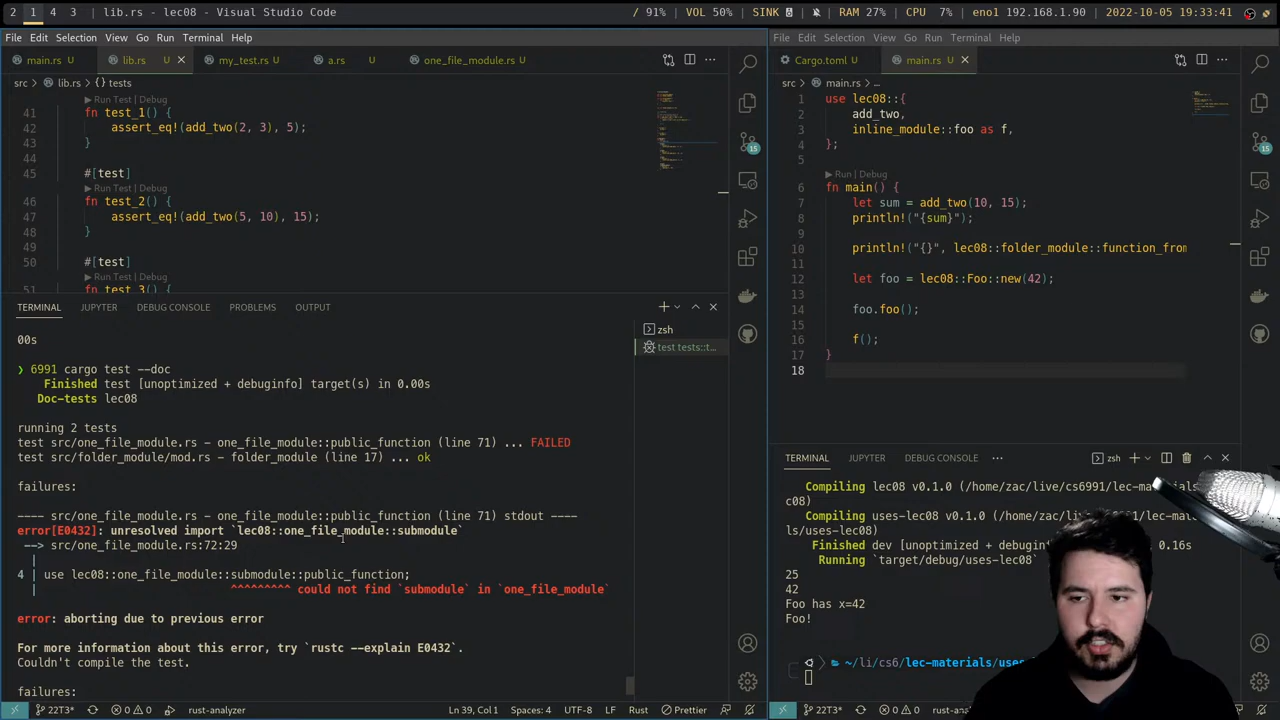 2 1 4 3 lib.rs - lec08 - Visual Studio Code / 91% VOL 50% SINK RAM 27% CPU 7% eno1 192.168.1.90 2022-10-05 19:33:41
File Edit Selection View Go Run Terminal Help
main.rs U lib.rs U my_test.rs U a.rs U one_file_module.rs U
src > lib.rs > {} tests
Run Test | Debug
41 fn test_1() {
42 assert_eq!(add_two(2, 3), 5);
43 }
44
45 #[test]
Run Test | Debug
46 fn test_2() {
47 assert_eq!(add_two(5, 10), 15);
48 }
49
50 #[test]
Run Test | Debug
51 fn test_3() {
TERMINAL JUPYTER DEBUG CONSOLE PROBLEMS OUTPUT
zsh
test tests::t...
00s
❯ 6991 cargo test --doc
Finished test [unoptimized + debuginfo] target(s) in 0.00s
Doc-tests lec08
running 2 tests
test src/one_file_module.rs - one_file_module::public_function (line 71) ... FAILED
test src/folder_module/mod.rs - folder_module (line 17) ... ok
failures:
---- src/one_file_module.rs - one_file_module::public_function (line 71) stdout ----
error[E0432]: unresolved import `lec08::one_file_module::submodule`
--> src/one_file_module.rs:72:29
|
4 | use lec08::one_file_module::submodule::public_function;
| ^^^^^^^^^ could not find `submodule` in `one_file_module`
error: aborting due to previous error
For more information about this error, try `rustc --explain E0432`.
Couldn't compile the test.
failures:
22T3* 0 0 rust-analyzer Ln 39, Col 1 Spaces: 4 UTF-8 LF Rust Prettier
15
File Edit Selection View Go Run Terminal Help
Cargo.toml U main.rs U
src > main.rs > ...
1 use lec08::{
2 add_two,
3 inline_module::foo as f,
4 };
5
Run | Debug
6 fn main() {
7 let sum = add_two(10, 15);
8 println!("{sum}");
9
10 println!("{}", lec08::folder_module::function_from
11
12 let foo = lec08::Foo::new(42);
13
14 foo.foo();
15
16 f();
17 }
18
TERMINAL JUPYTER DEBUG CONSOLE
zsh
Compiling lec08 v0.1.0 (/home/zac/live/cs6991/lec-materials
c08)
Compiling uses-lec08 v0.1.0 (/home/zac/live/cs6991/lec-mat
ls/uses-lec08)
Finished dev [unoptimized + debuginfo] 0.16s
Running `target/debug/uses-lec08`
25
42
Foo has x=42
Foo!
~/li/cs6/lec-materials/uses
22T3* 0 0 rust-ana
15